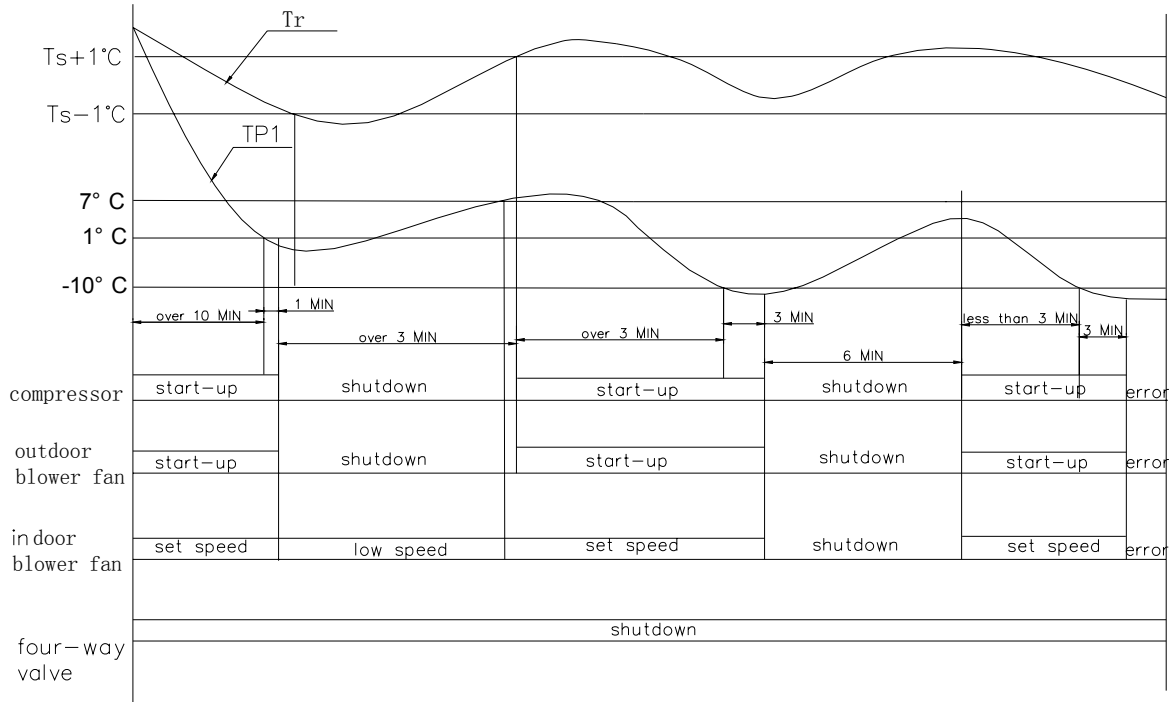 Tr
Ts+1°C
Ts-1°C
TP1
7° C
1° C
-10° C
1 MIN
over 10 MIN
over 3 MIN
over 3 MIN
3 MIN
less than 3 MIN
3 MIN
6 MIN
compressor
start-up
shutdown
start-up
shutdown
start-up
error
outdoor
blower fan
start-up
shutdown
start-up
shutdown
start-up
error
indoor
blower fan
set speed
low speed
set speed
shutdown
set speed
error
four-way
valve
shutdown